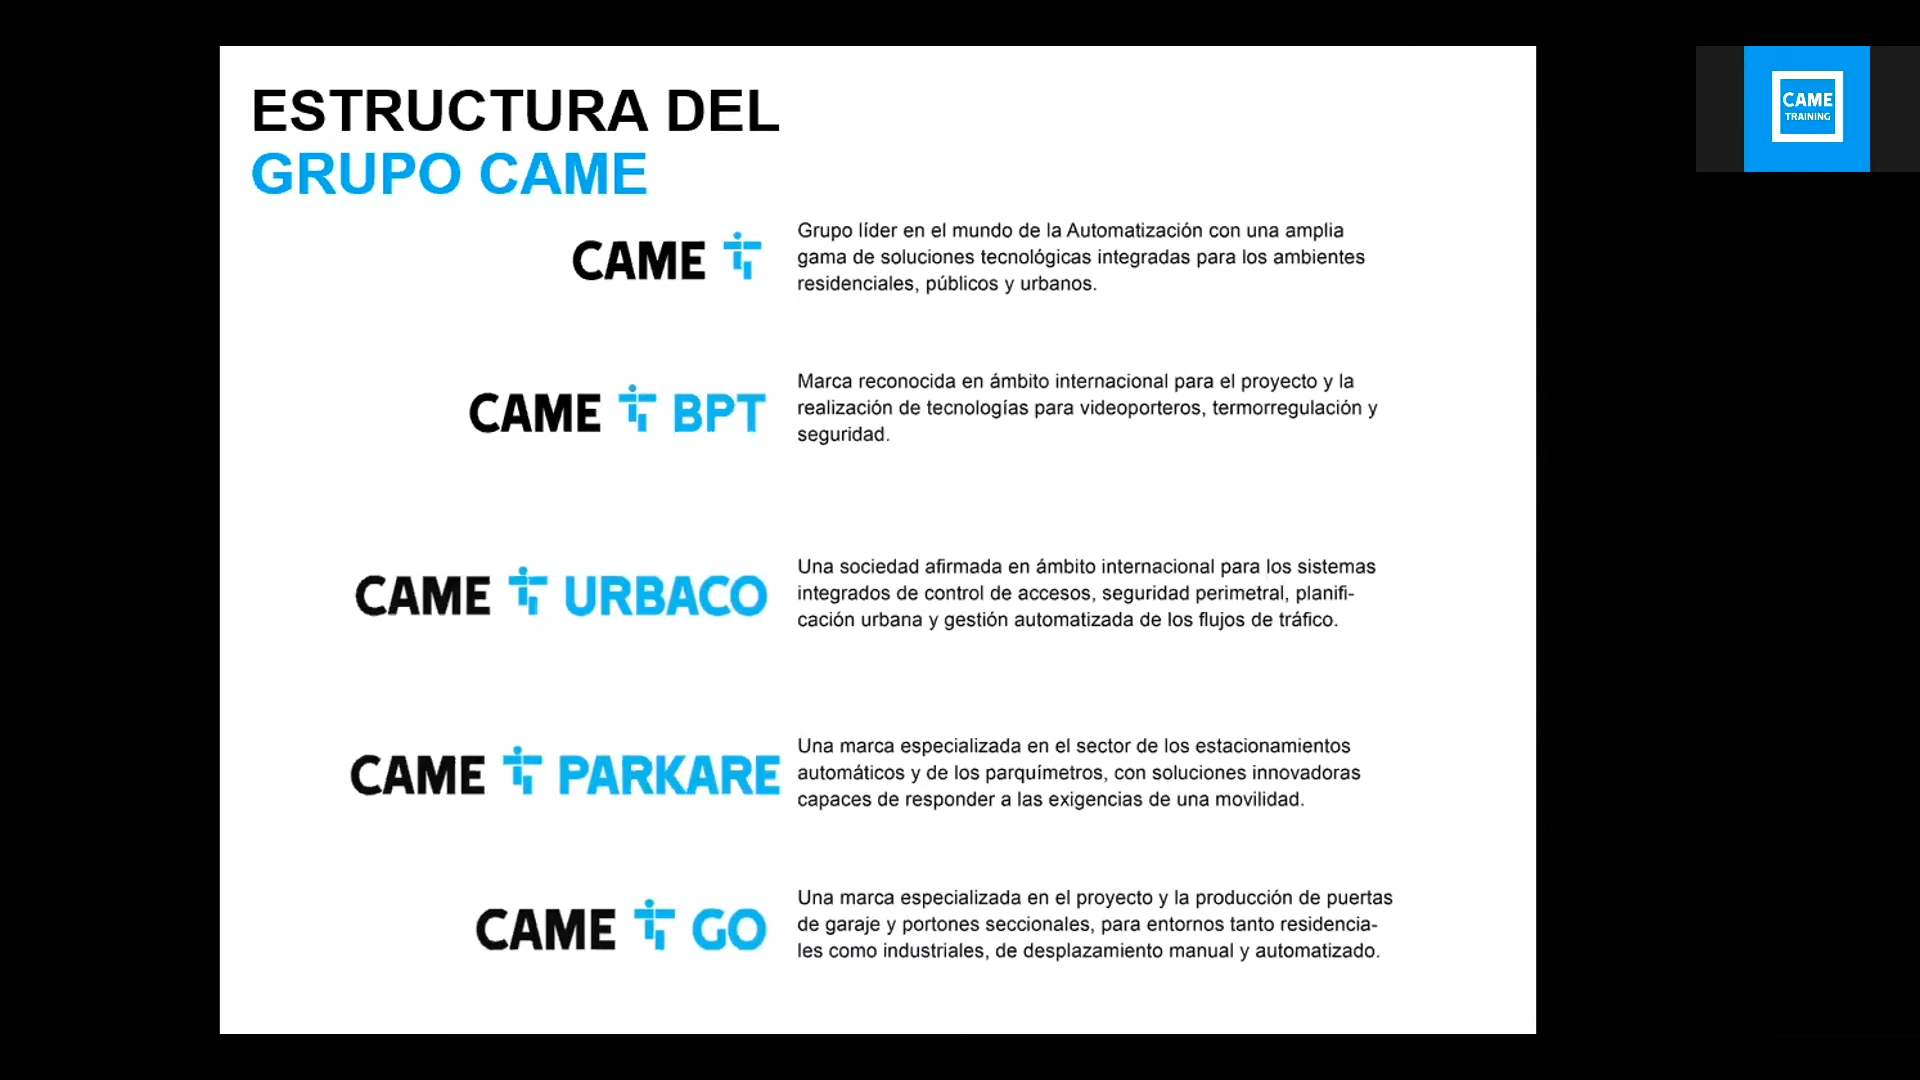 ESTRUCTURA DEL
GRUPO CAME
CAME
Grupo líder en el mundo de la Automatización con una amplia
gama de soluciones tecnológicas integradas para los ambientes
residenciales, públicos y urbanos.
CAME BPT
Marca reconocida en ámbito internacional para el proyecto y la
realización de tecnologías para videoporteros, termorregulación y
seguridad.
CAME URBACO
Una sociedad afirmada en ámbito internacional para los sistemas
integrados de control de accesos, seguridad perimetral, planifi-
cación urbana y gestión automatizada de los flujos de tráfico.
CAME PARKARE
Una marca especializada en el sector de los estacionamientos
automáticos y de los parquímetros, con soluciones innovadoras
capaces de responder a las exigencias de una movilidad.
CAME GO
Una marca especializada en el proyecto y la producción de puertas
de garaje y portones seccionales, para entornos tanto residencia-
les como industriales, de desplazamiento manual y automatizado.
CAME
TRAINING